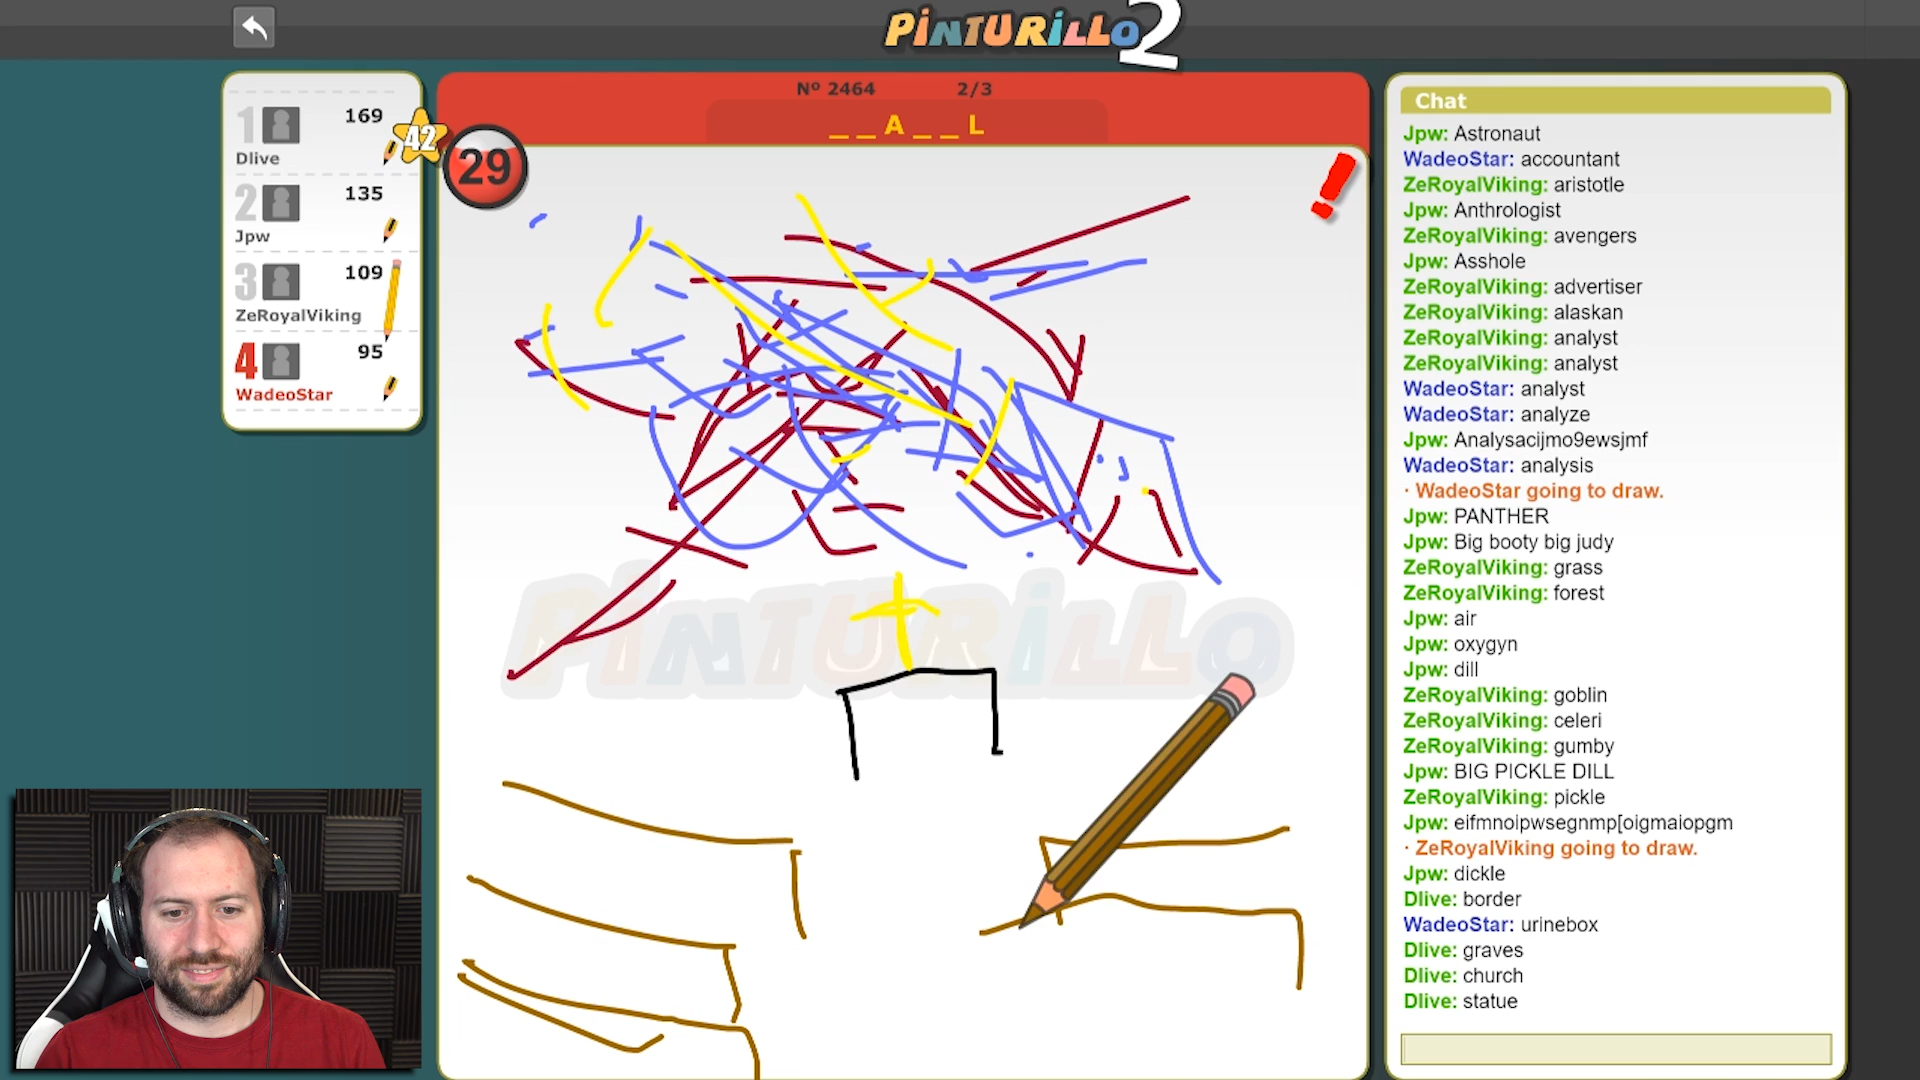 PINTURILLO 2
Nº 2464 2/3
_ _ A _ _ L
29
1 169
Dlive
42
2 135
Jpw
3 109
ZeRoyalViking
4 95
WadeoStar
PINTURILLO
Chat
Jpw: Astronaut
WadeoStar: accountant
ZeRoyalViking: aristotle
Jpw: Anthrologist
ZeRoyalViking: avengers
Jpw: Asshole
ZeRoyalViking: advertiser
ZeRoyalViking: alaskan
ZeRoyalViking: analyst
ZeRoyalViking: analyst
WadeoStar: analyst
WadeoStar: analyze
Jpw: Analysacijmo9ewsjmf
WadeoStar: analysis
· WadeoStar going to draw.
Jpw: PANTHER
Jpw: Big booty big judy
ZeRoyalViking: grass
ZeRoyalViking: forest
Jpw: air
Jpw: oxygyn
Jpw: dill
ZeRoyalViking: goblin
ZeRoyalViking: celeri
ZeRoyalViking: gumby
Jpw: BIG PICKLE DILL
ZeRoyalViking: pickle
Jpw: eifmnoipwsegnmp[oigmaiopgm
· ZeRoyalViking going to draw.
Jpw: dickle
Dlive: border
WadeoStar: urinebox
Dlive: graves
Dlive: church
Dlive: statue